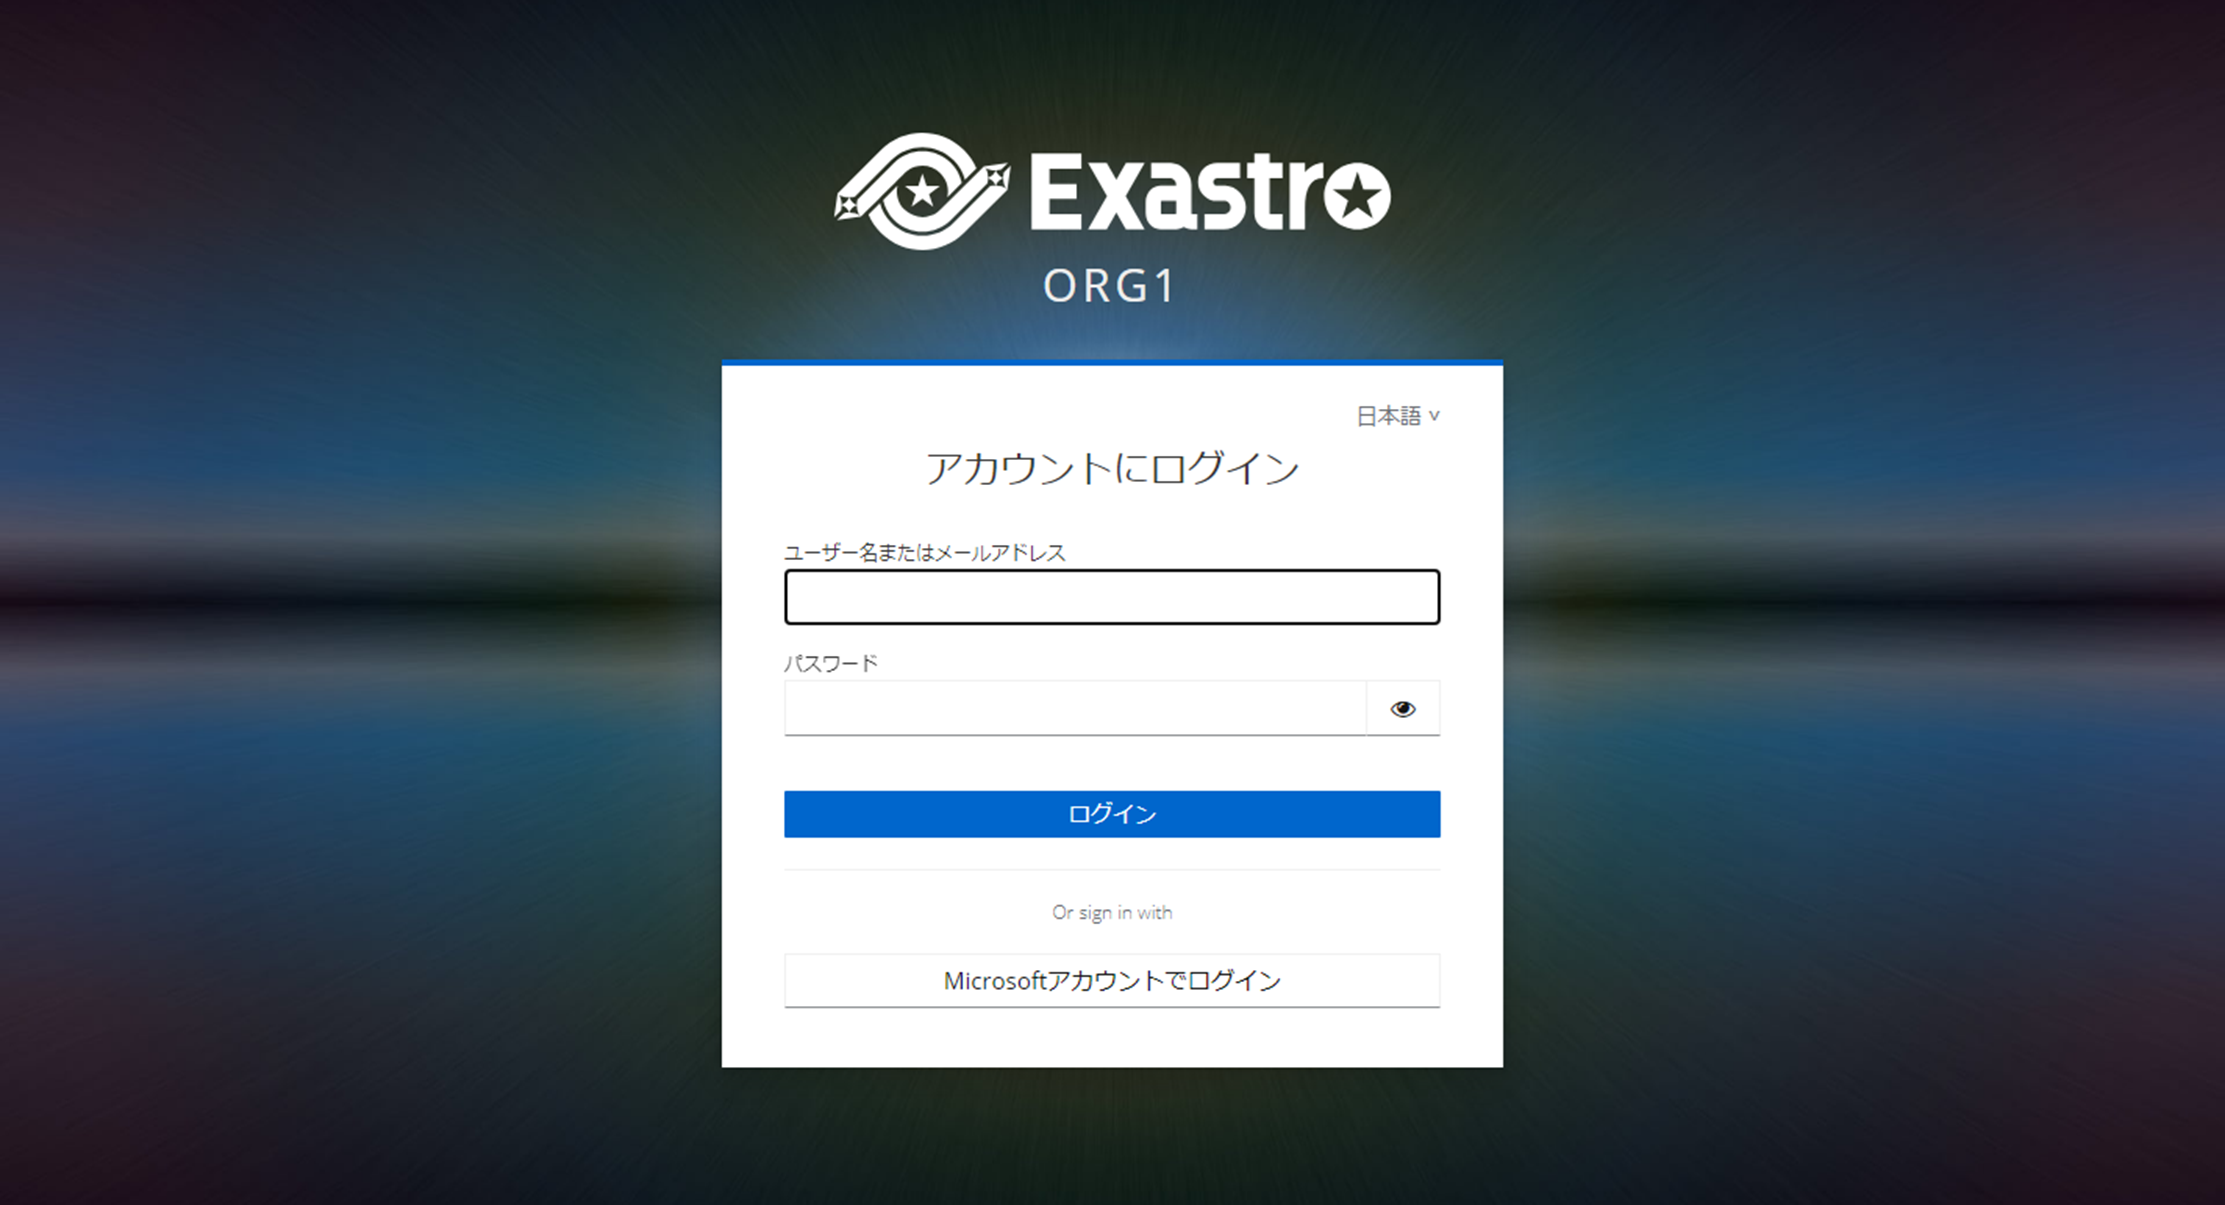 Exastro
ORG1
日本語 ˅
アカウントにログイン
ユーザー名またはメールアドレス
パスワード
ログイン
Or sign in with
Microsoftアカウントでログイン